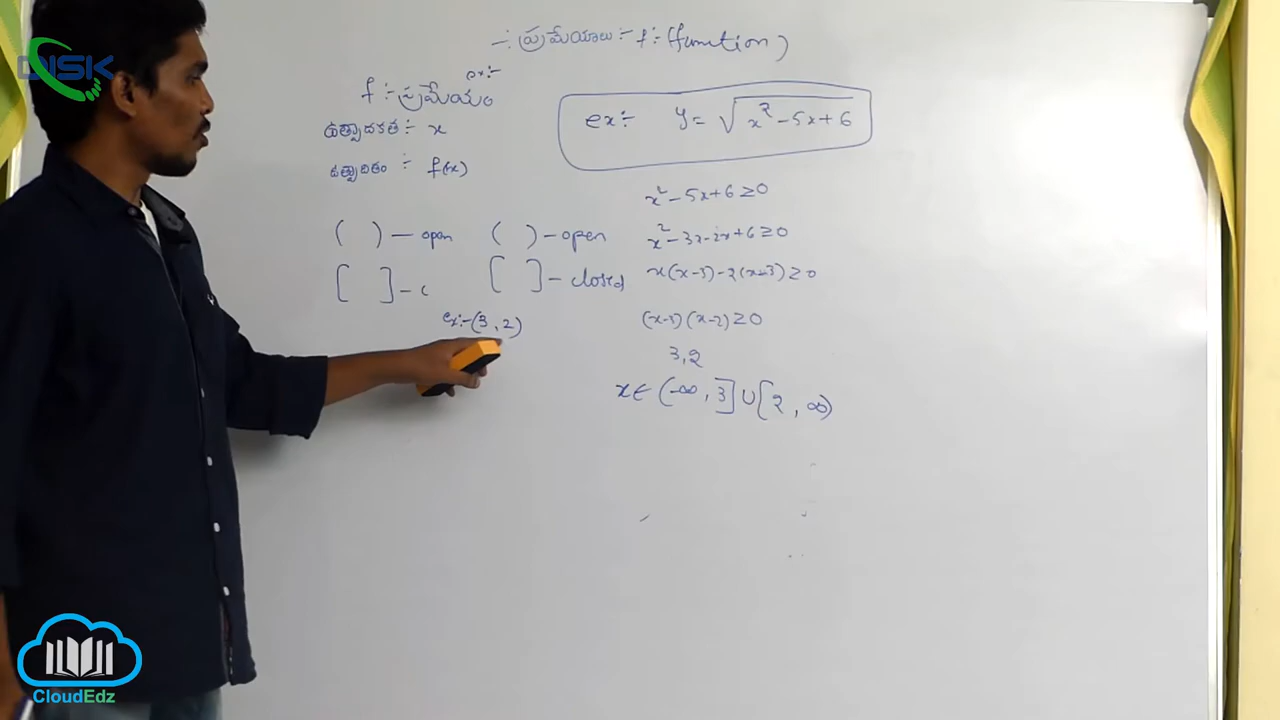 DISK
-: ప్రమేయాలు :- f :- (function)
ex:-
f :- ప్రమేయం
ex:- y = √x² - 5x + 6
ఉత్పాదకత :- x
ఉత్పాదితం :- f(x)
x² - 5x + 6 ≥ 0
( ) — open ( ) - open
x² - 3x - 2x + 6 ≥ 0
[ ] - c [ ] - closed
x(x-3) - 2(x+3) ≥ 0
ex:- (3, 2)
(x-3)(x-2) ≥ 0
3, 2
x ∈ (-∞, 3] ∪ [2, ∞)
CloudEdz